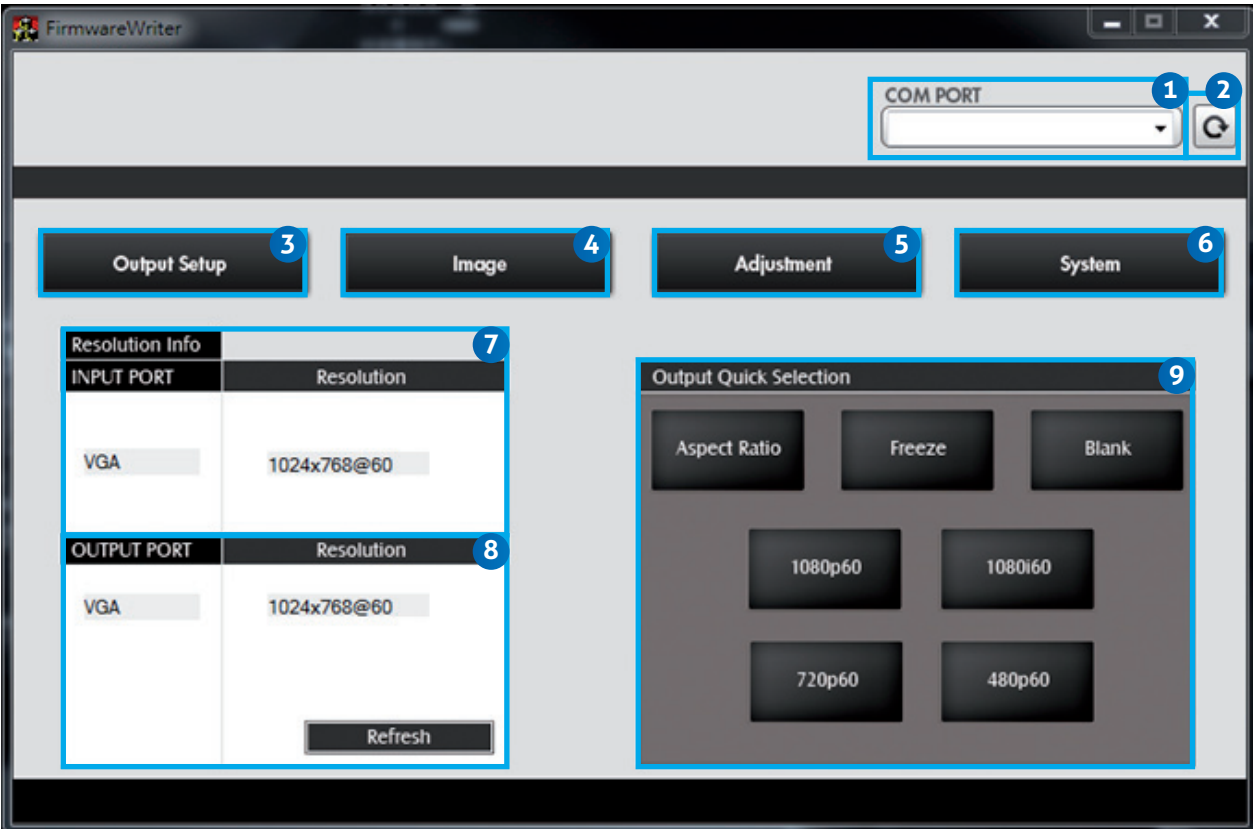 FirmwareWriter
COM PORT
1
2
Output Setup
3
Image
4
Adjustment
5
System
6
Resolution Info
7
INPUT PORT Resolution
VGA 1024x768@60
OUTPUT PORT Resolution
8
VGA 1024x768@60
Refresh
Output Quick Selection
9
Aspect Ratio Freeze Blank
1080p60 1080i60
720p60 480p60